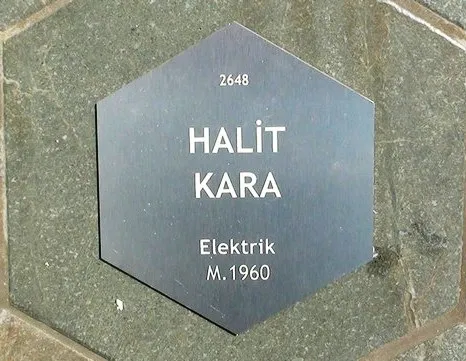 2648
HALİT
KARA
Elektrik
M.1960